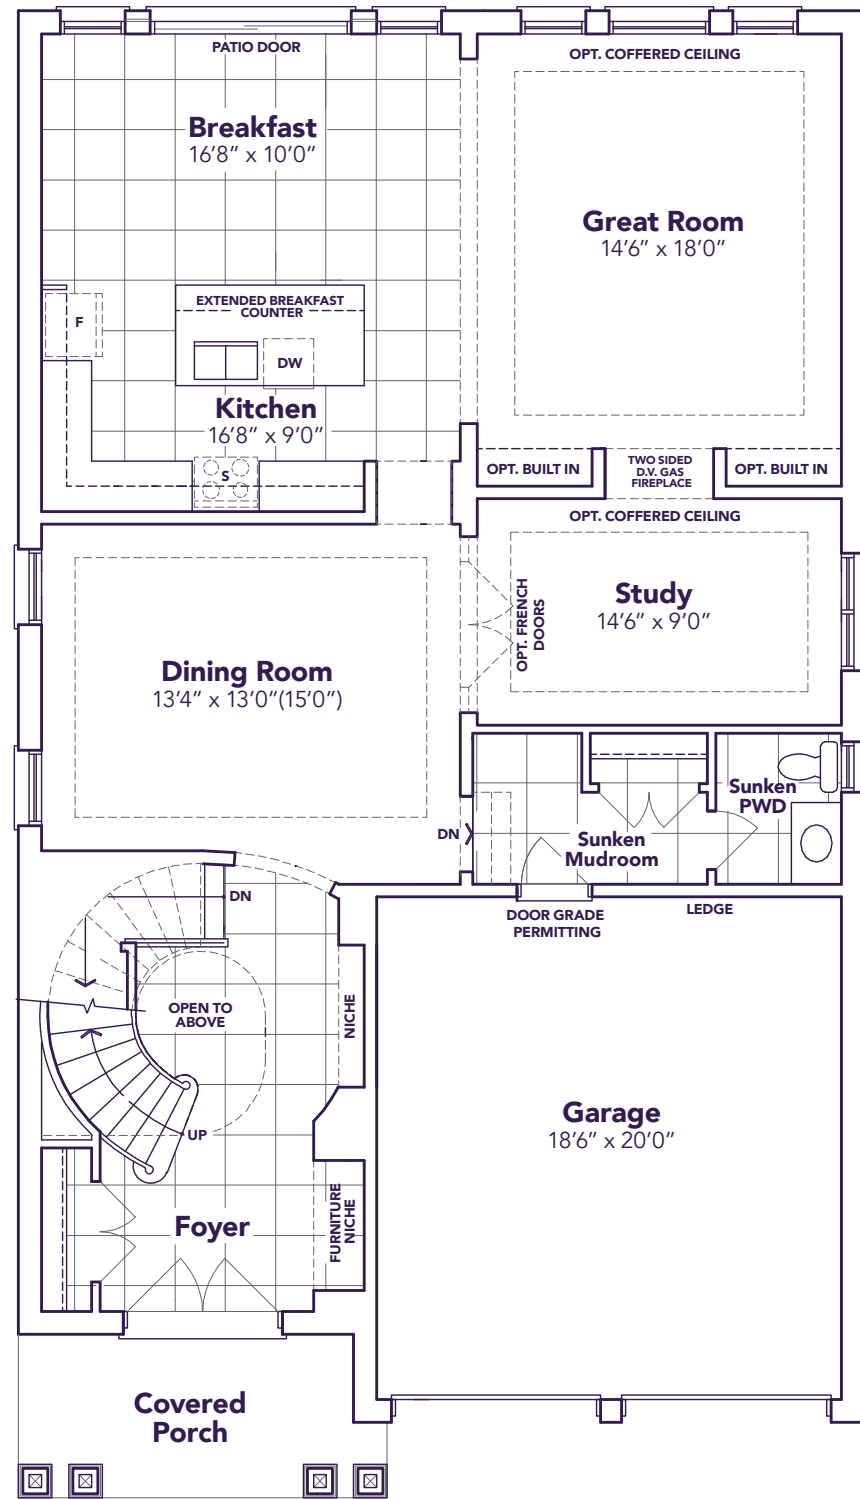 PATIO DOOR
OPT. COFFERED CEILING
Breakfast
16'8” x 10'0”
Great Room
14'6” x 18'0”
EXTENDED BREAKFAST
COUNTER
F
DW
Kitchen
16'8” x 9'0”
S
OPT. BUILT IN
TWO SIDED
D.V. GAS
FIREPLACE
OPT. BUILT IN
OPT. COFFERED CEILING
OPT. FRENCH
DOORS
Study
14'6” x 9'0”
Dining Room
13'4” x 13'0”(15'0”)
Sunken
PWD
DN
Sunken
Mudroom
DN
DOOR GRADE
PERMITTING
LEDGE
OPEN TO
ABOVE
NICHE
UP
Garage
18'6” x 20'0”
Foyer
FURNITURE
NICHE
Covered
Porch